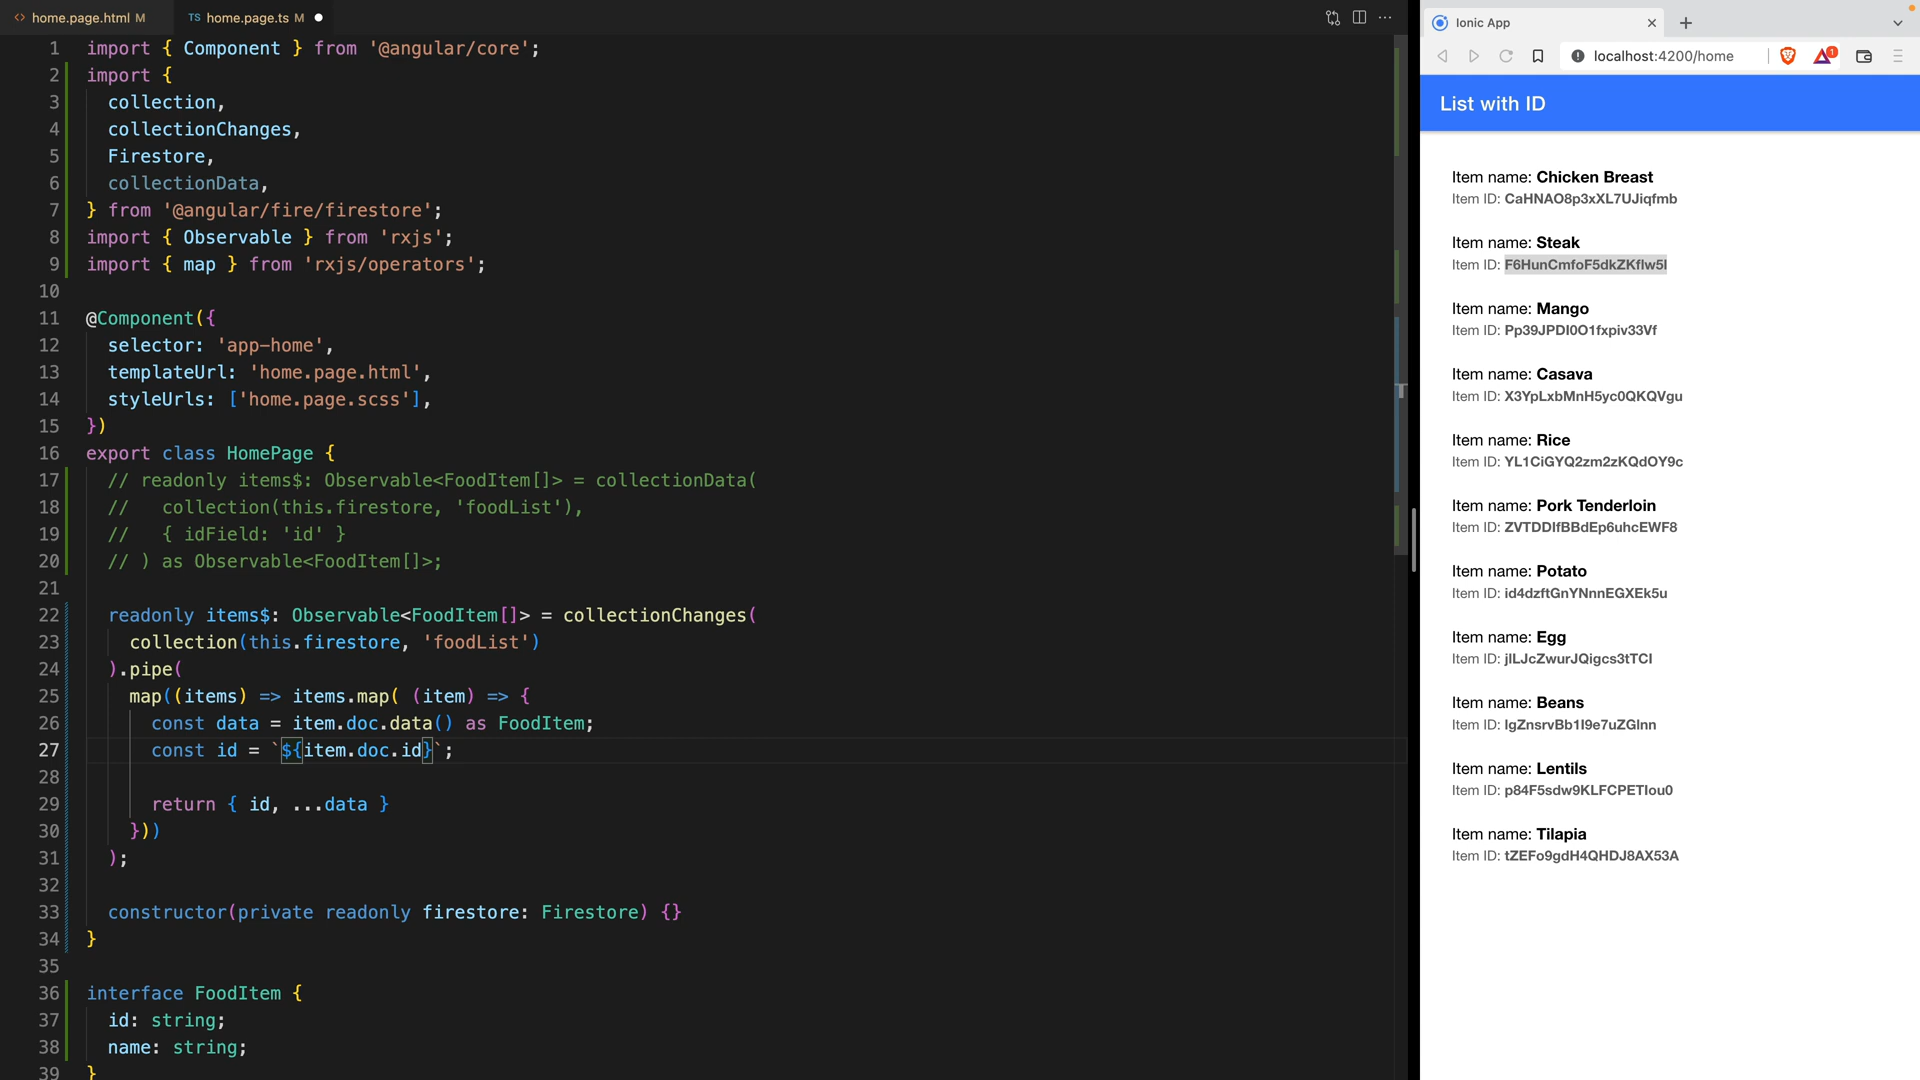 home.page.html M
TS home.page.ts M
1 import { Component } from '@angular/core';
2 import {
3 collection,
4 collectionChanges,
5 Firestore,
6 collectionData,
7 } from '@angular/fire/firestore';
8 import { Observable } from 'rxjs';
9 import { map } from 'rxjs/operators';
10
11 @Component({
12 selector: 'app-home',
13 templateUrl: 'home.page.html',
14 styleUrls: ['home.page.scss'],
15 })
16 export class HomePage {
17 // readonly items$: Observable<FoodItem[]> = collectionData(
18 //   collection(this.firestore, 'foodList'),
19 //   { idField: 'id' }
20 // ) as Observable<FoodItem[]>;
21
22 readonly items$: Observable<FoodItem[]> = collectionChanges(
23 collection(this.firestore, 'foodList')
24 ).pipe(
25 map((items) => items.map( (item) => {
26 const data = item.doc.data() as FoodItem;
27 const id = `${item.doc.id}`;
28
29 return { id, ...data }
30 }))
31 );
32
33 constructor(private readonly firestore: Firestore) {}
34 }
35
36 interface FoodItem {
37 id: string;
38 name: string;
39 }
Ionic App
localhost:4200/home
1
List with ID
Item name: Chicken Breast
Item ID: CaHNAO8p3xXL7UJiqfmb
Item name: Steak
Item ID: F6HunCmfoF5dkZKflw5l
Item name: Mango
Item ID: Pp39JPDI0O1fxpiv33Vf
Item name: Casava
Item ID: X3YpLxbMnH5yc0QKQVgu
Item name: Rice
Item ID: YL1CiGYQ2zm2zKQdOY9c
Item name: Pork Tenderloin
Item ID: ZVTDDIfBBdEp6uhcEWF8
Item name: Potato
Item ID: id4dzftGnYNnnEGXEk5u
Item name: Egg
Item ID: jlLJcZwurJQigcs3tTCI
Item name: Beans
Item ID: lgZnsrvBb1I9e7uZGlnn
Item name: Lentils
Item ID: p84F5sdw9KLFCPETIou0
Item name: Tilapia
Item ID: tZEFo9gdH4QHDJ8AX53A